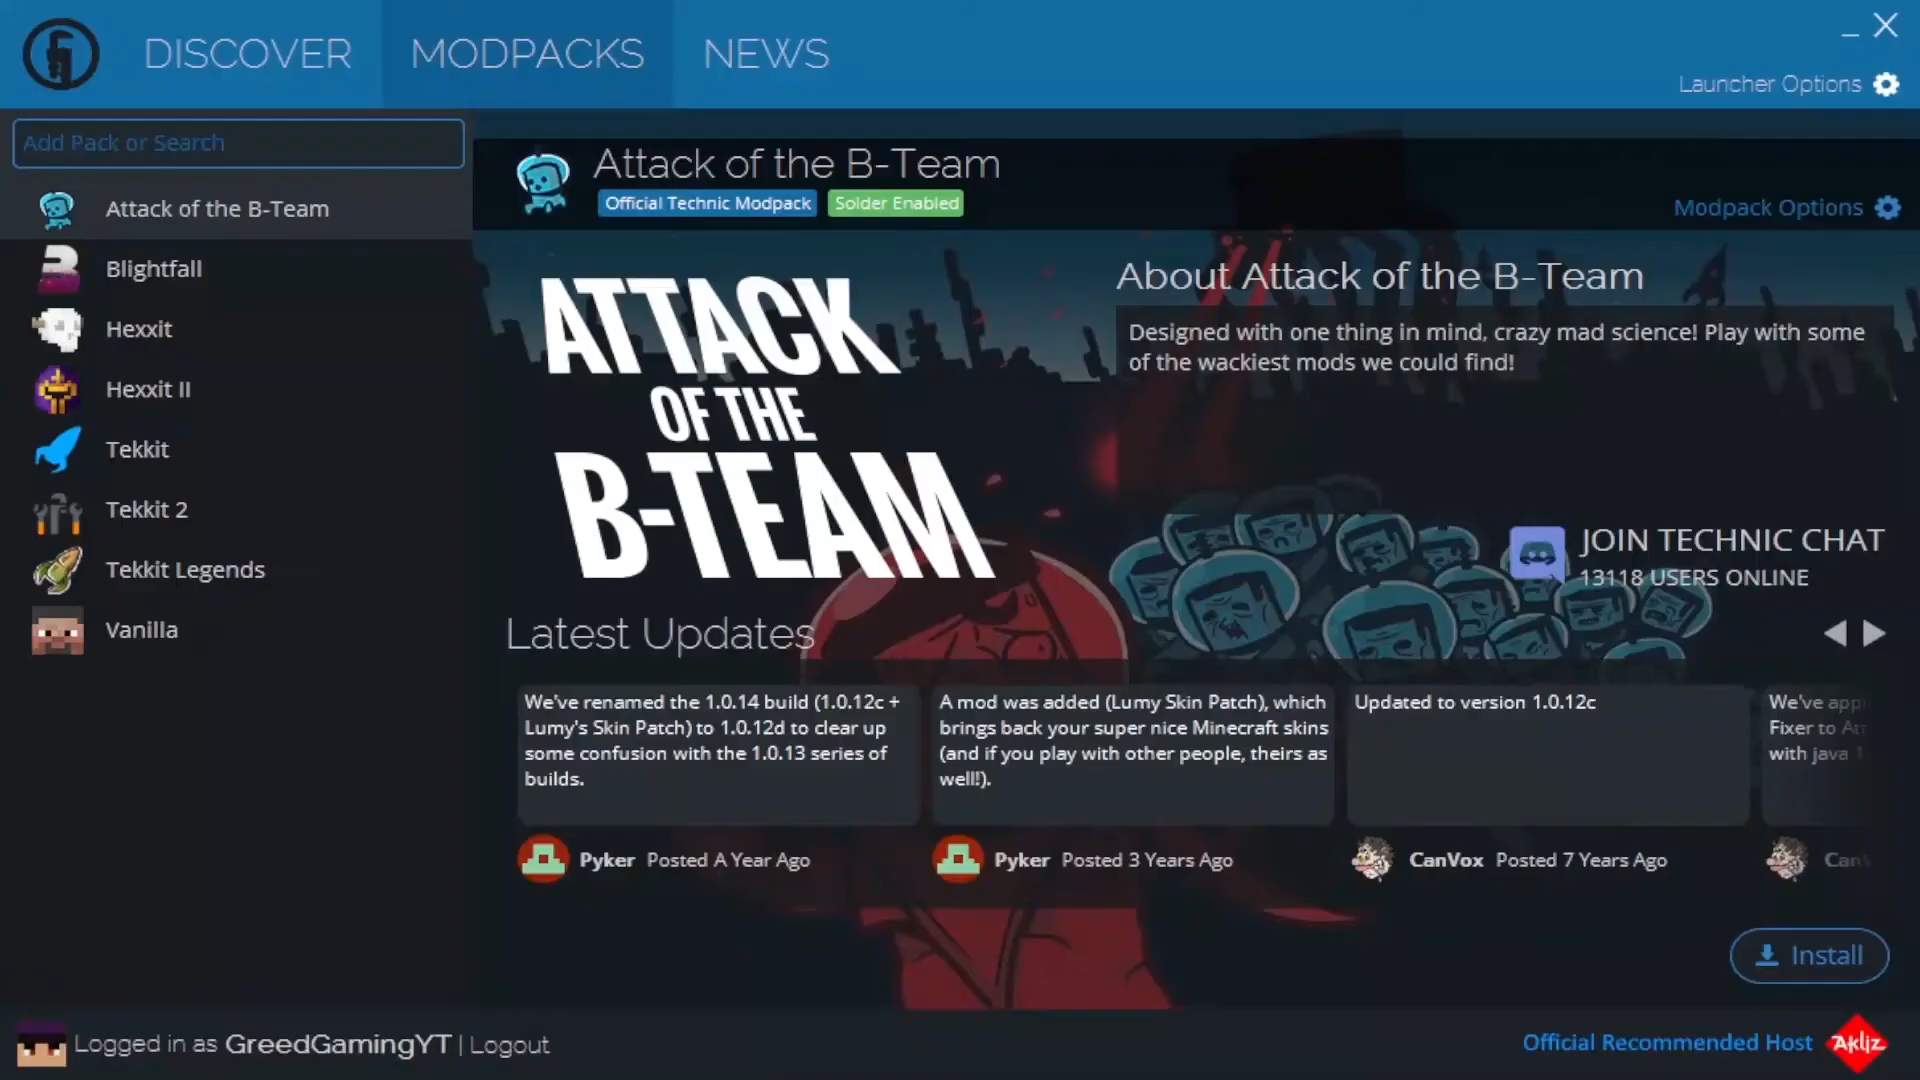 DISCOVER
MODPACKS
NEWS
Launcher Options
Add Pack or Search
Attack of the B-Team
Blightfall
Hexxit
Hexxit II
Tekkit
Tekkit 2
Tekkit Legends
Vanilla
Attack of the B-Team
Official Technic Modpack
Solder Enabled
Modpack Options
ATTACK
OF THE
B-TEAM
About Attack of the B-Team
Designed with one thing in mind, crazy mad science! Play with some
of the wackiest mods we could find!
JOIN TECHNIC CHAT
13118 USERS ONLINE
Latest Updates
We've renamed the 1.0.14 build (1.0.12c +
Lumy's Skin Patch) to 1.0.12d to clear up
some confusion with the 1.0.13 series of
builds.
Pyker Posted A Year Ago
A mod was added (Lumy Skin Patch), which
brings back your super nice Minecraft skins
(and if you play with other people, theirs as
well!).
Pyker Posted 3 Years Ago
Updated to version 1.0.12c
CanVox Posted 7 Years Ago
We've
Fixer to
with java
Install
Logged in as GreedGamingYT | Logout
Official Recommended Host
Akliz